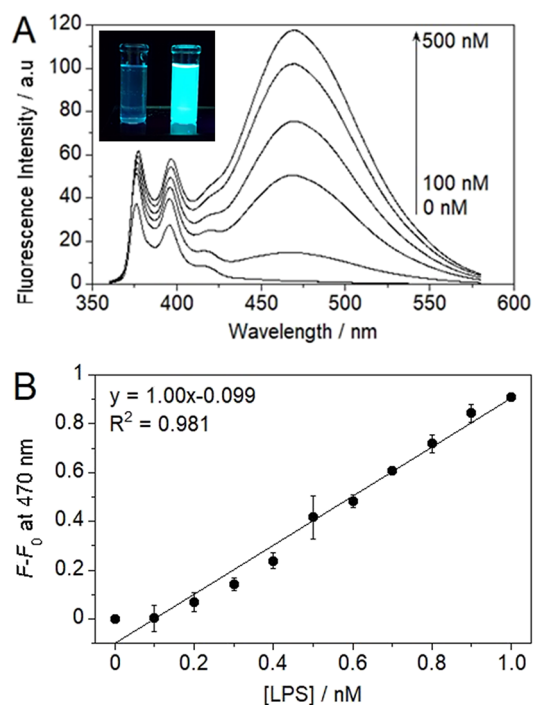 A
120
100
80
60
40
20
0
Fluorescence Intensity / a.u
500 nM
100 nM
0 nM
350 400 450 500 550 600
Wavelength / nm
B
y = 1.00x-0.099
R² = 0.981
1
0.8
0.6
0.4
0.2
0
F-F₀ at 470 nm
0 0.2 0.4 0.6 0.8 1.0
[LPS] / nM